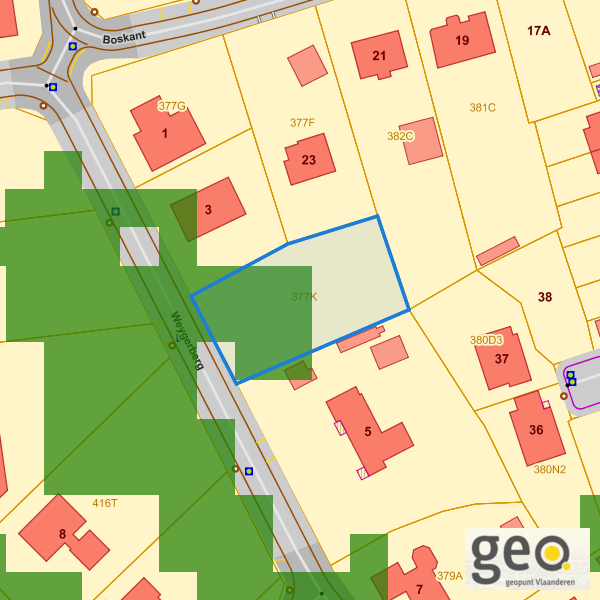 Boskant
17A
19
21
377G
1
377F
381C
382C
23
3
377K
38
Weygerberg
380D3
37
5
36
380N2
416T
8
379A
7
geo
geopunt Vlaanderen